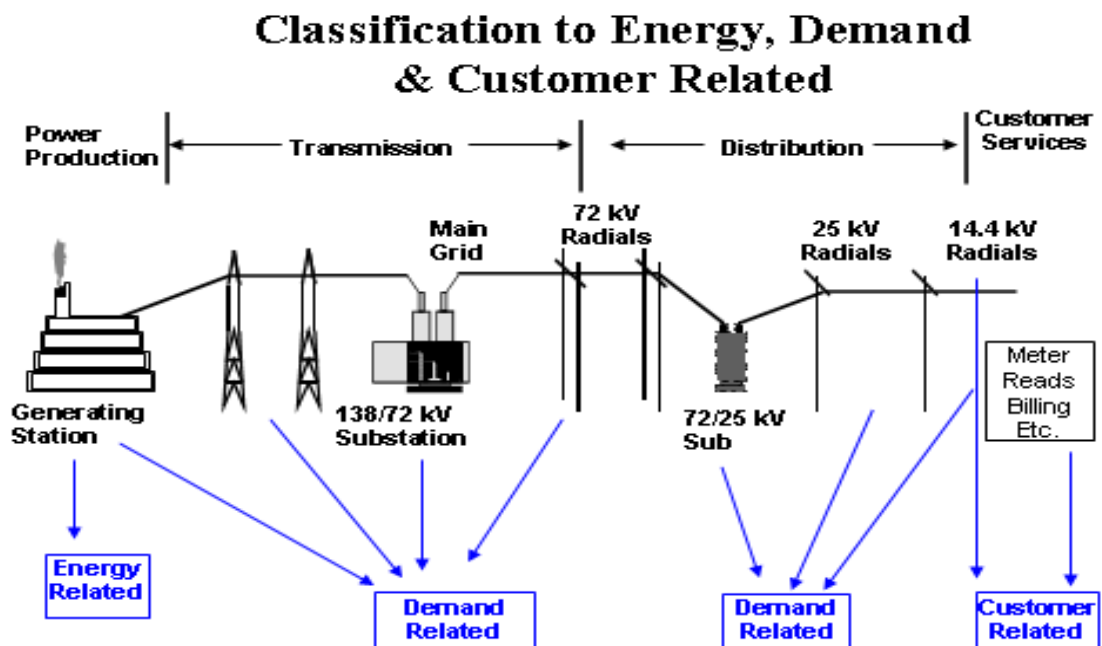 Classification to Energy, Demand
& Customer Related
Power
Production
Transmission
Distribution
Customer
Services
Main
Grid
72 kV
Radials
25 kV
Radials
14.4 kV
Radials
Generating
Station
138/72 kV
Substation
72/25 kV
Sub
Meter
Reads
Billing
Etc.
Energy
Related
Demand
Related
Demand
Related
Customer
Related